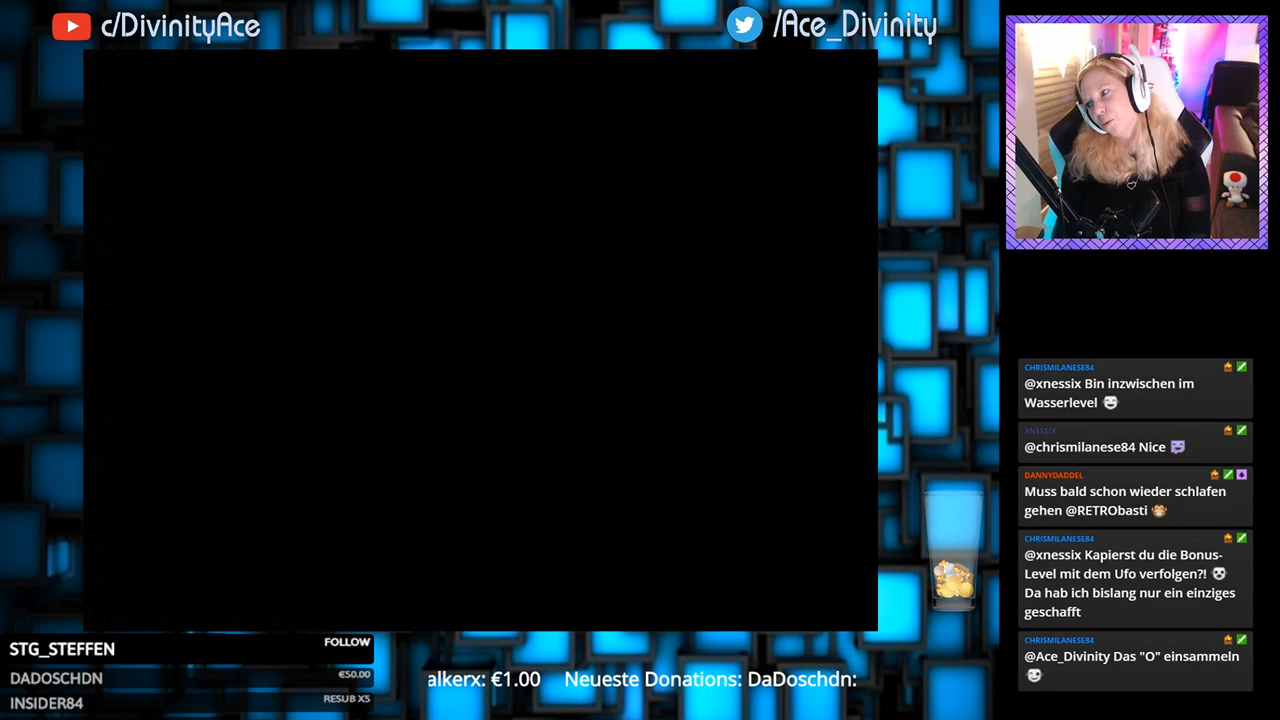 c/DivinityAce
/Ace_Divinity
CHRISMILANESE84
@xnessix Bin inzwischen im
Wasserlevel
XNESSIX
@chrismilanese84 Nice
DANNYDADDEL
Muss bald schon wieder schlafen
gehen @RETRObasti
CHRISMILANESE84
@xnessix Kapierst du die Bonus-
Level mit dem Ufo verfolgen?!
Da hab ich bislang nur ein einziges
geschafft
CHRISMILANESE84
@Ace_Divinity Das "O" einsammeln
STG_STEFFEN FOLLOW
DADOSCHDN €50.00
INSIDER84 RESUB X5
alkerx: €1.00 Neueste Donations: DaDoschdn: